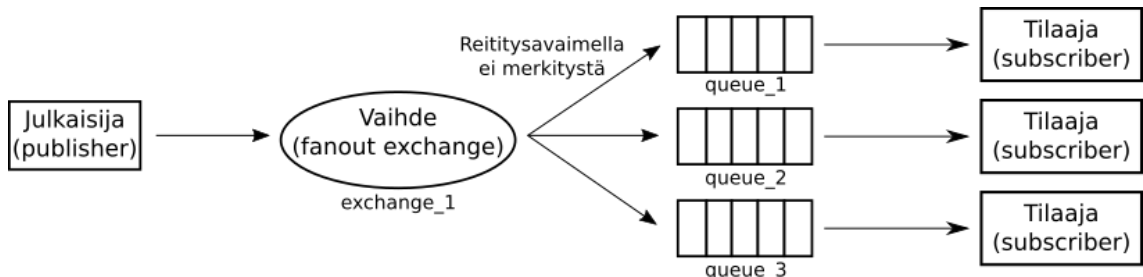 Julkaisija
(publisher)
Vaihde
(fanout exchange)
exchange_1
Reititysavaimella
ei merkitystä
queue_1
Tilaaja
(subscriber)
queue_2
Tilaaja
(subscriber)
queue_3
Tilaaja
(subscriber)